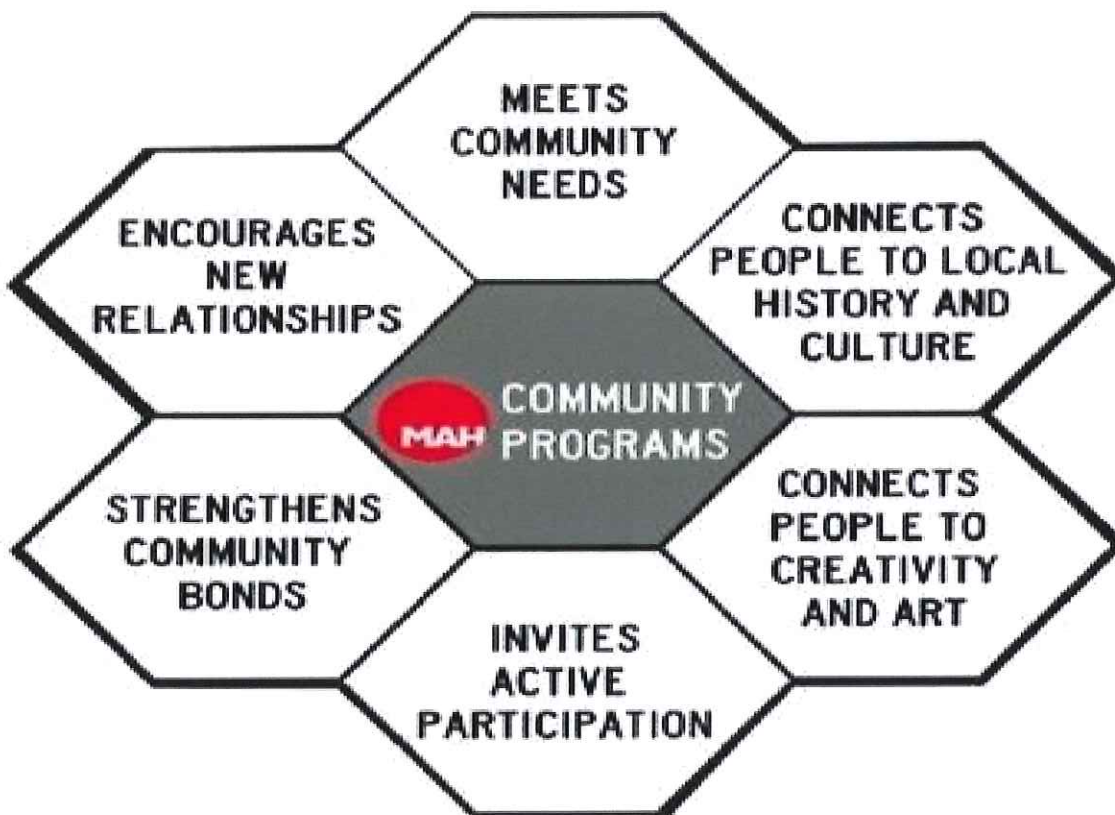 MEETS
COMMUNITY
NEEDS
CONNECTS
PEOPLE TO LOCAL
HISTORY AND
CULTURE
CONNECTS
PEOPLE TO
CREATIVITY
AND ART
INVITES
ACTIVE
PARTICIPATION
STRENGTHENS
COMMUNITY
BONDS
ENCOURAGES
NEW
RELATIONSHIPS
MAH
COMMUNITY
PROGRAMS